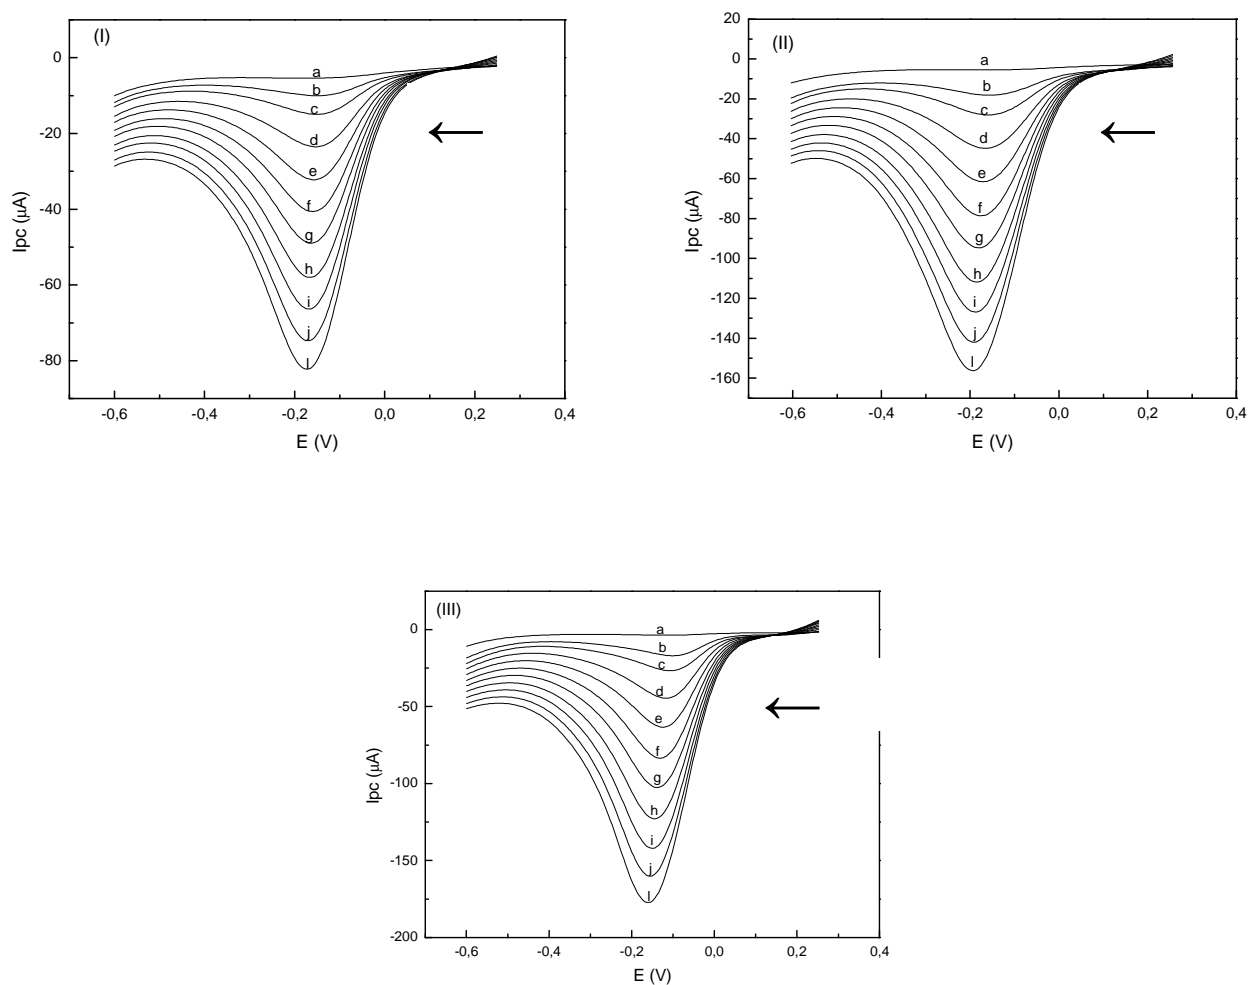 (I)
0
-20
-40
-60
-80
Ipc (µA)
a
b
c
d
e
f
g
h
i
j
l
-0,6
-0,4
-0,2
0,0
0,2
0,4
E (V)
(II)
20
0
-20
-40
-60
-80
-100
-120
-140
-160
Ipc (µA)
a
b
c
d
e
f
g
h
i
j
l
-0,6
-0,4
-0,2
0,0
0,2
0,4
E (V)
(III)
0
-50
-100
-150
-200
Ipc (µA)
a
b
c
d
e
f
g
h
i
j
l
-0,6
-0,4
-0,2
0,0
0,2
0,4
E (V)